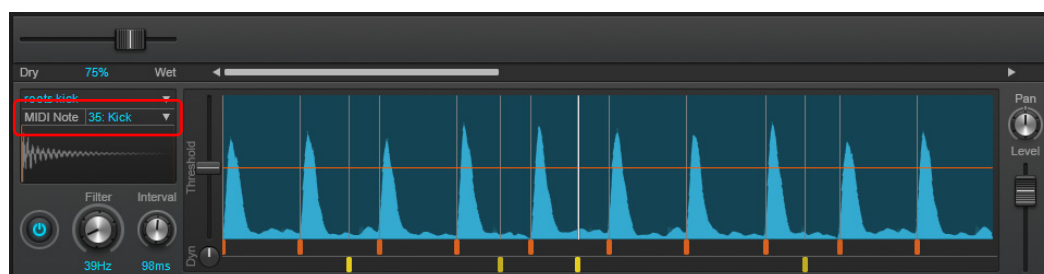 Dry 75% Wet
roots kick
MIDI Note 35: Kick
Threshold
Pan
Level
Filter Interval
39Hz 98ms
Dyn